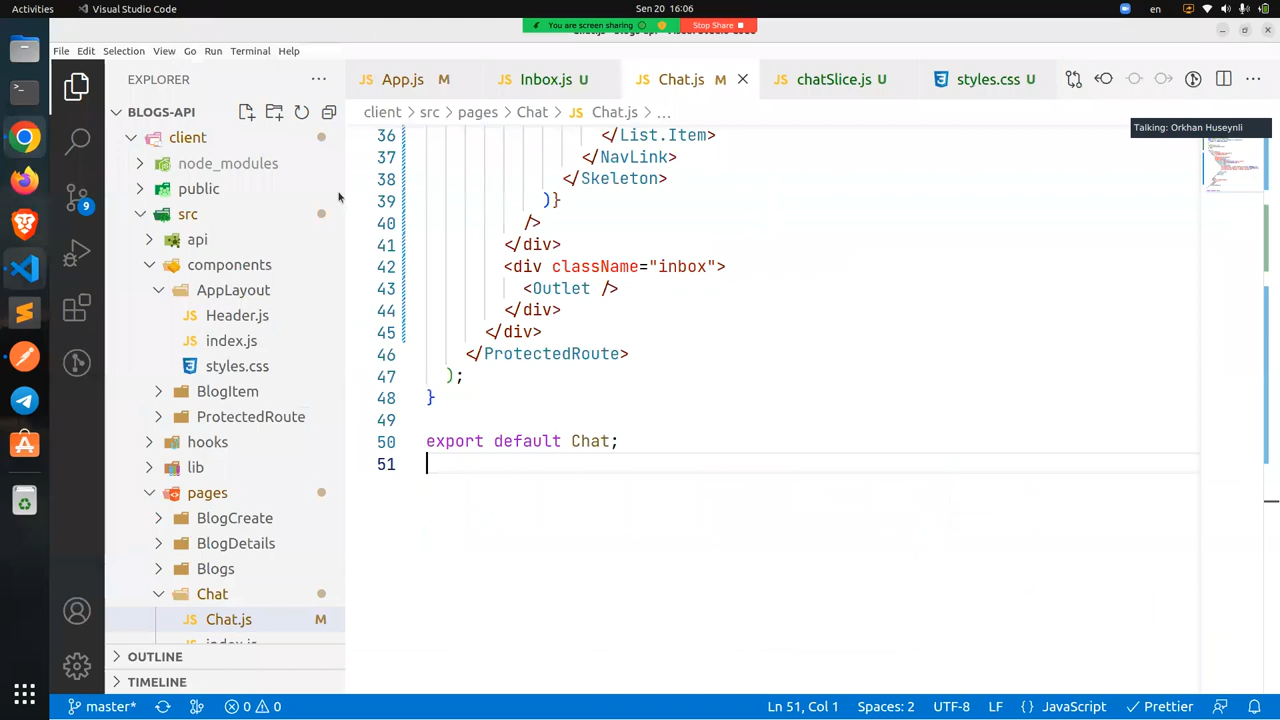 Activities
Visual Studio Code
Sen 20 16:06
en
You are screen sharing
Stop Share
File Edit Selection View Go Run Terminal Help
EXPLORER
App.js M
Inbox.js U
Chat.js M
chatSlice.js U
styles.css U
BLOGS-API
client > src > pages > Chat > JS Chat.js > ...
Talking: Orkhan Huseynli
client
node_modules
public
src
api
components
AppLayout
JS Header.js
JS index.js
styles.css
BlogItem
ProtectedRoute
hooks
lib
pages
BlogCreate
BlogDetails
Blogs
Chat
JS Chat.js M
36 </List.Item>
37 </NavLink>
38 </Skeleton>
39 )}
40 />
41 </div>
42 <div className="inbox">
43 <Outlet />
44 </div>
45 </div>
46 </ProtectedRoute>
47 );
48 }
49
50 export default Chat;
51
OUTLINE
TIMELINE
9
master*
0 0
Ln 51, Col 1
Spaces: 2
UTF-8
LF
{ } JavaScript
Prettier